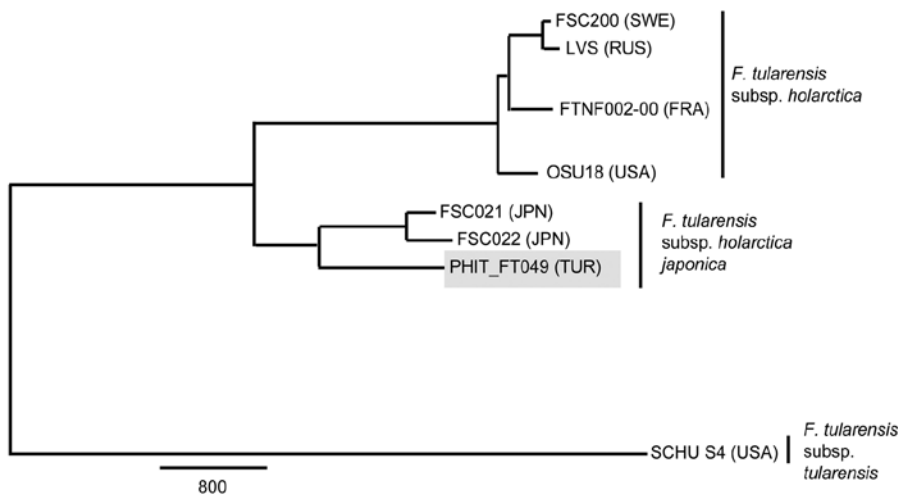 FSC200 (SWE)
LVS (RUS)
F. tularensis
subsp. holarctica
FTNF002-00 (FRA)
OSU18 (USA)
FSC021 (JPN)
FSC022 (JPN)
PHIT_FT049 (TUR)
F. tularensis
subsp. holarctica
japonica
SCHU S4 (USA)
F. tularensis
subsp.
tularensis
800